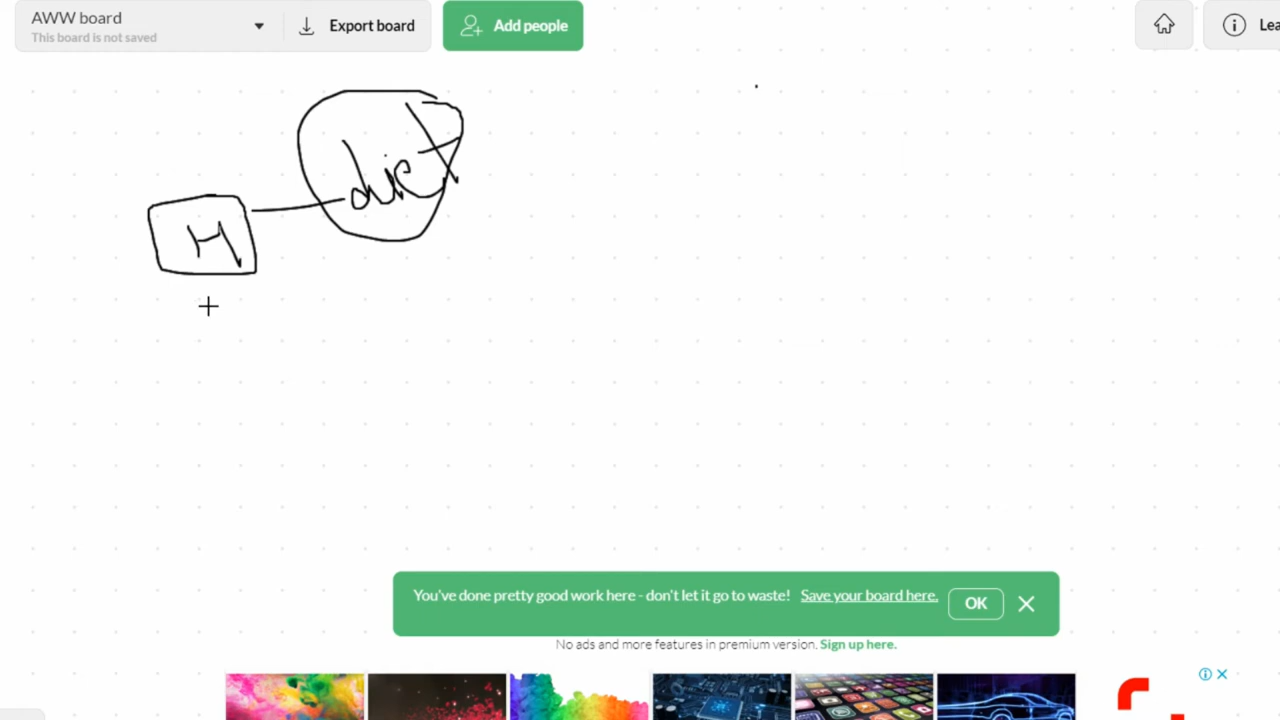 AWW board
This board is not saved
Export board
Add people
Lea
dict
H
You've done pretty good work here - don't let it go to waste! Save your board here. OK
No ads and more features in premium version. Sign up here.